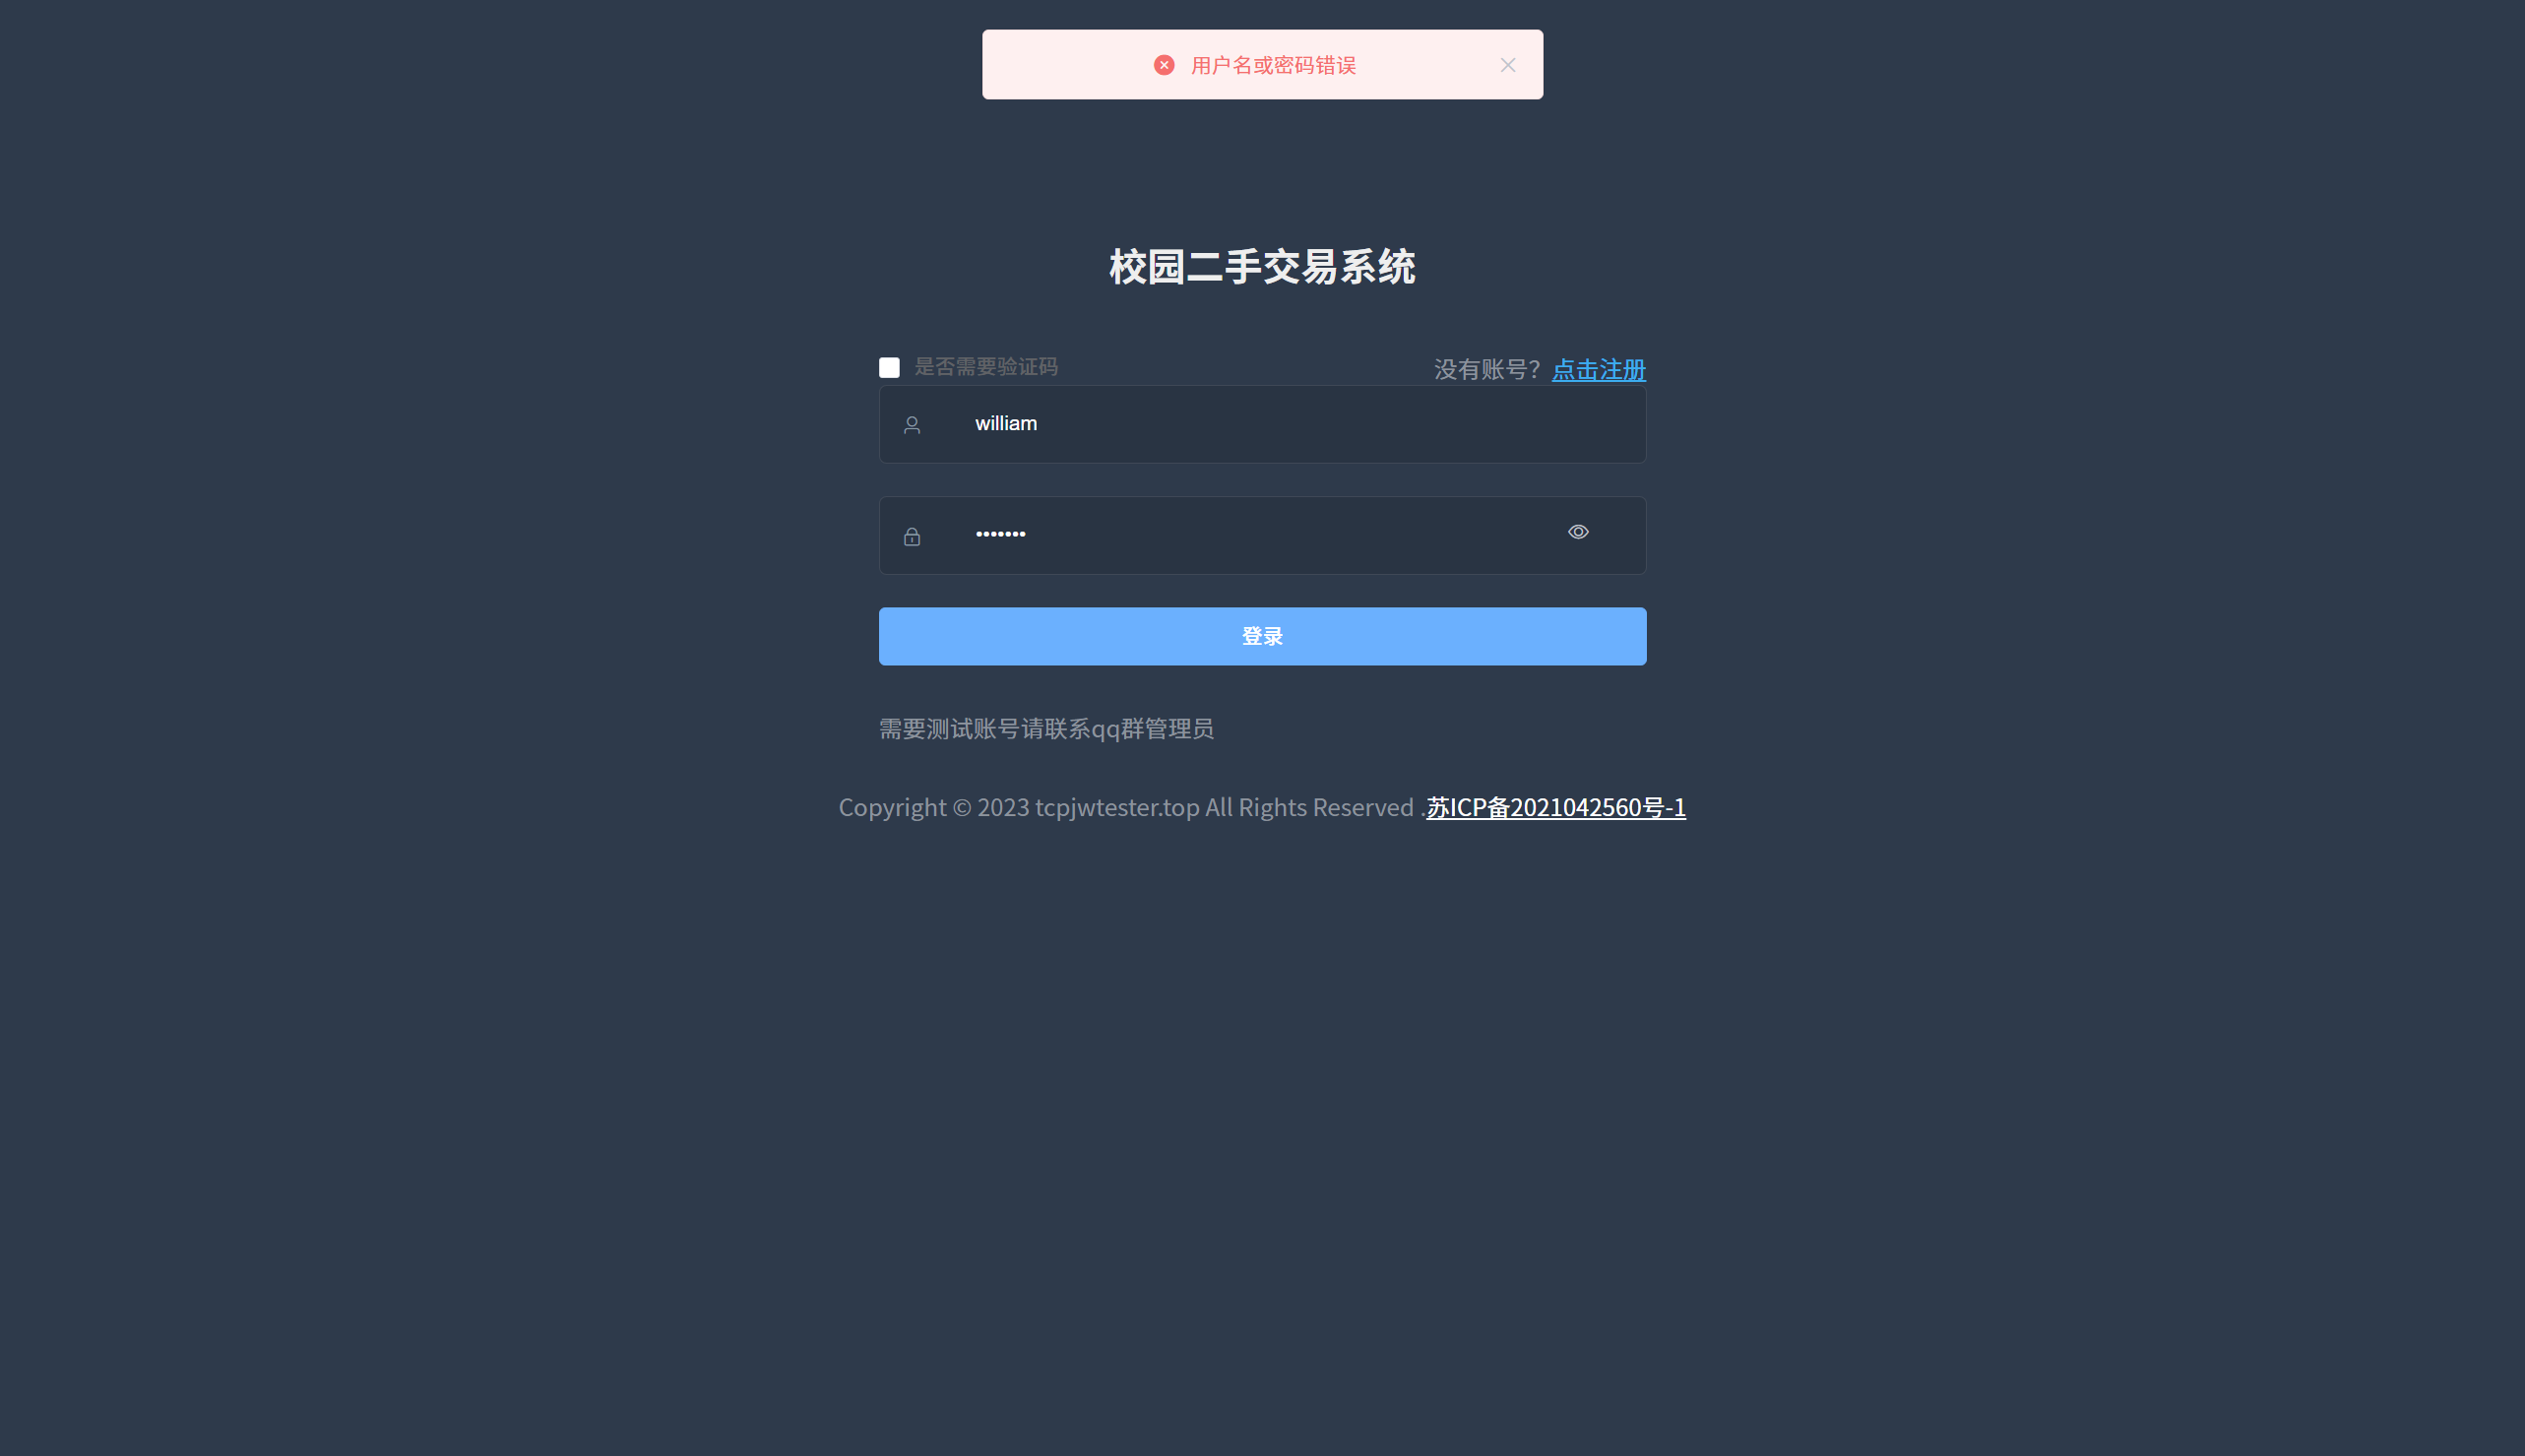 用户名或密码错误
校园二手交易系统
是否需要验证码
没有账号？点击注册
william
•••••••
登录
需要测试账号请联系qq群管理员
Copyright © 2023 tcpjwtester.top All Rights Reserved .苏ICP备2021042560号-1